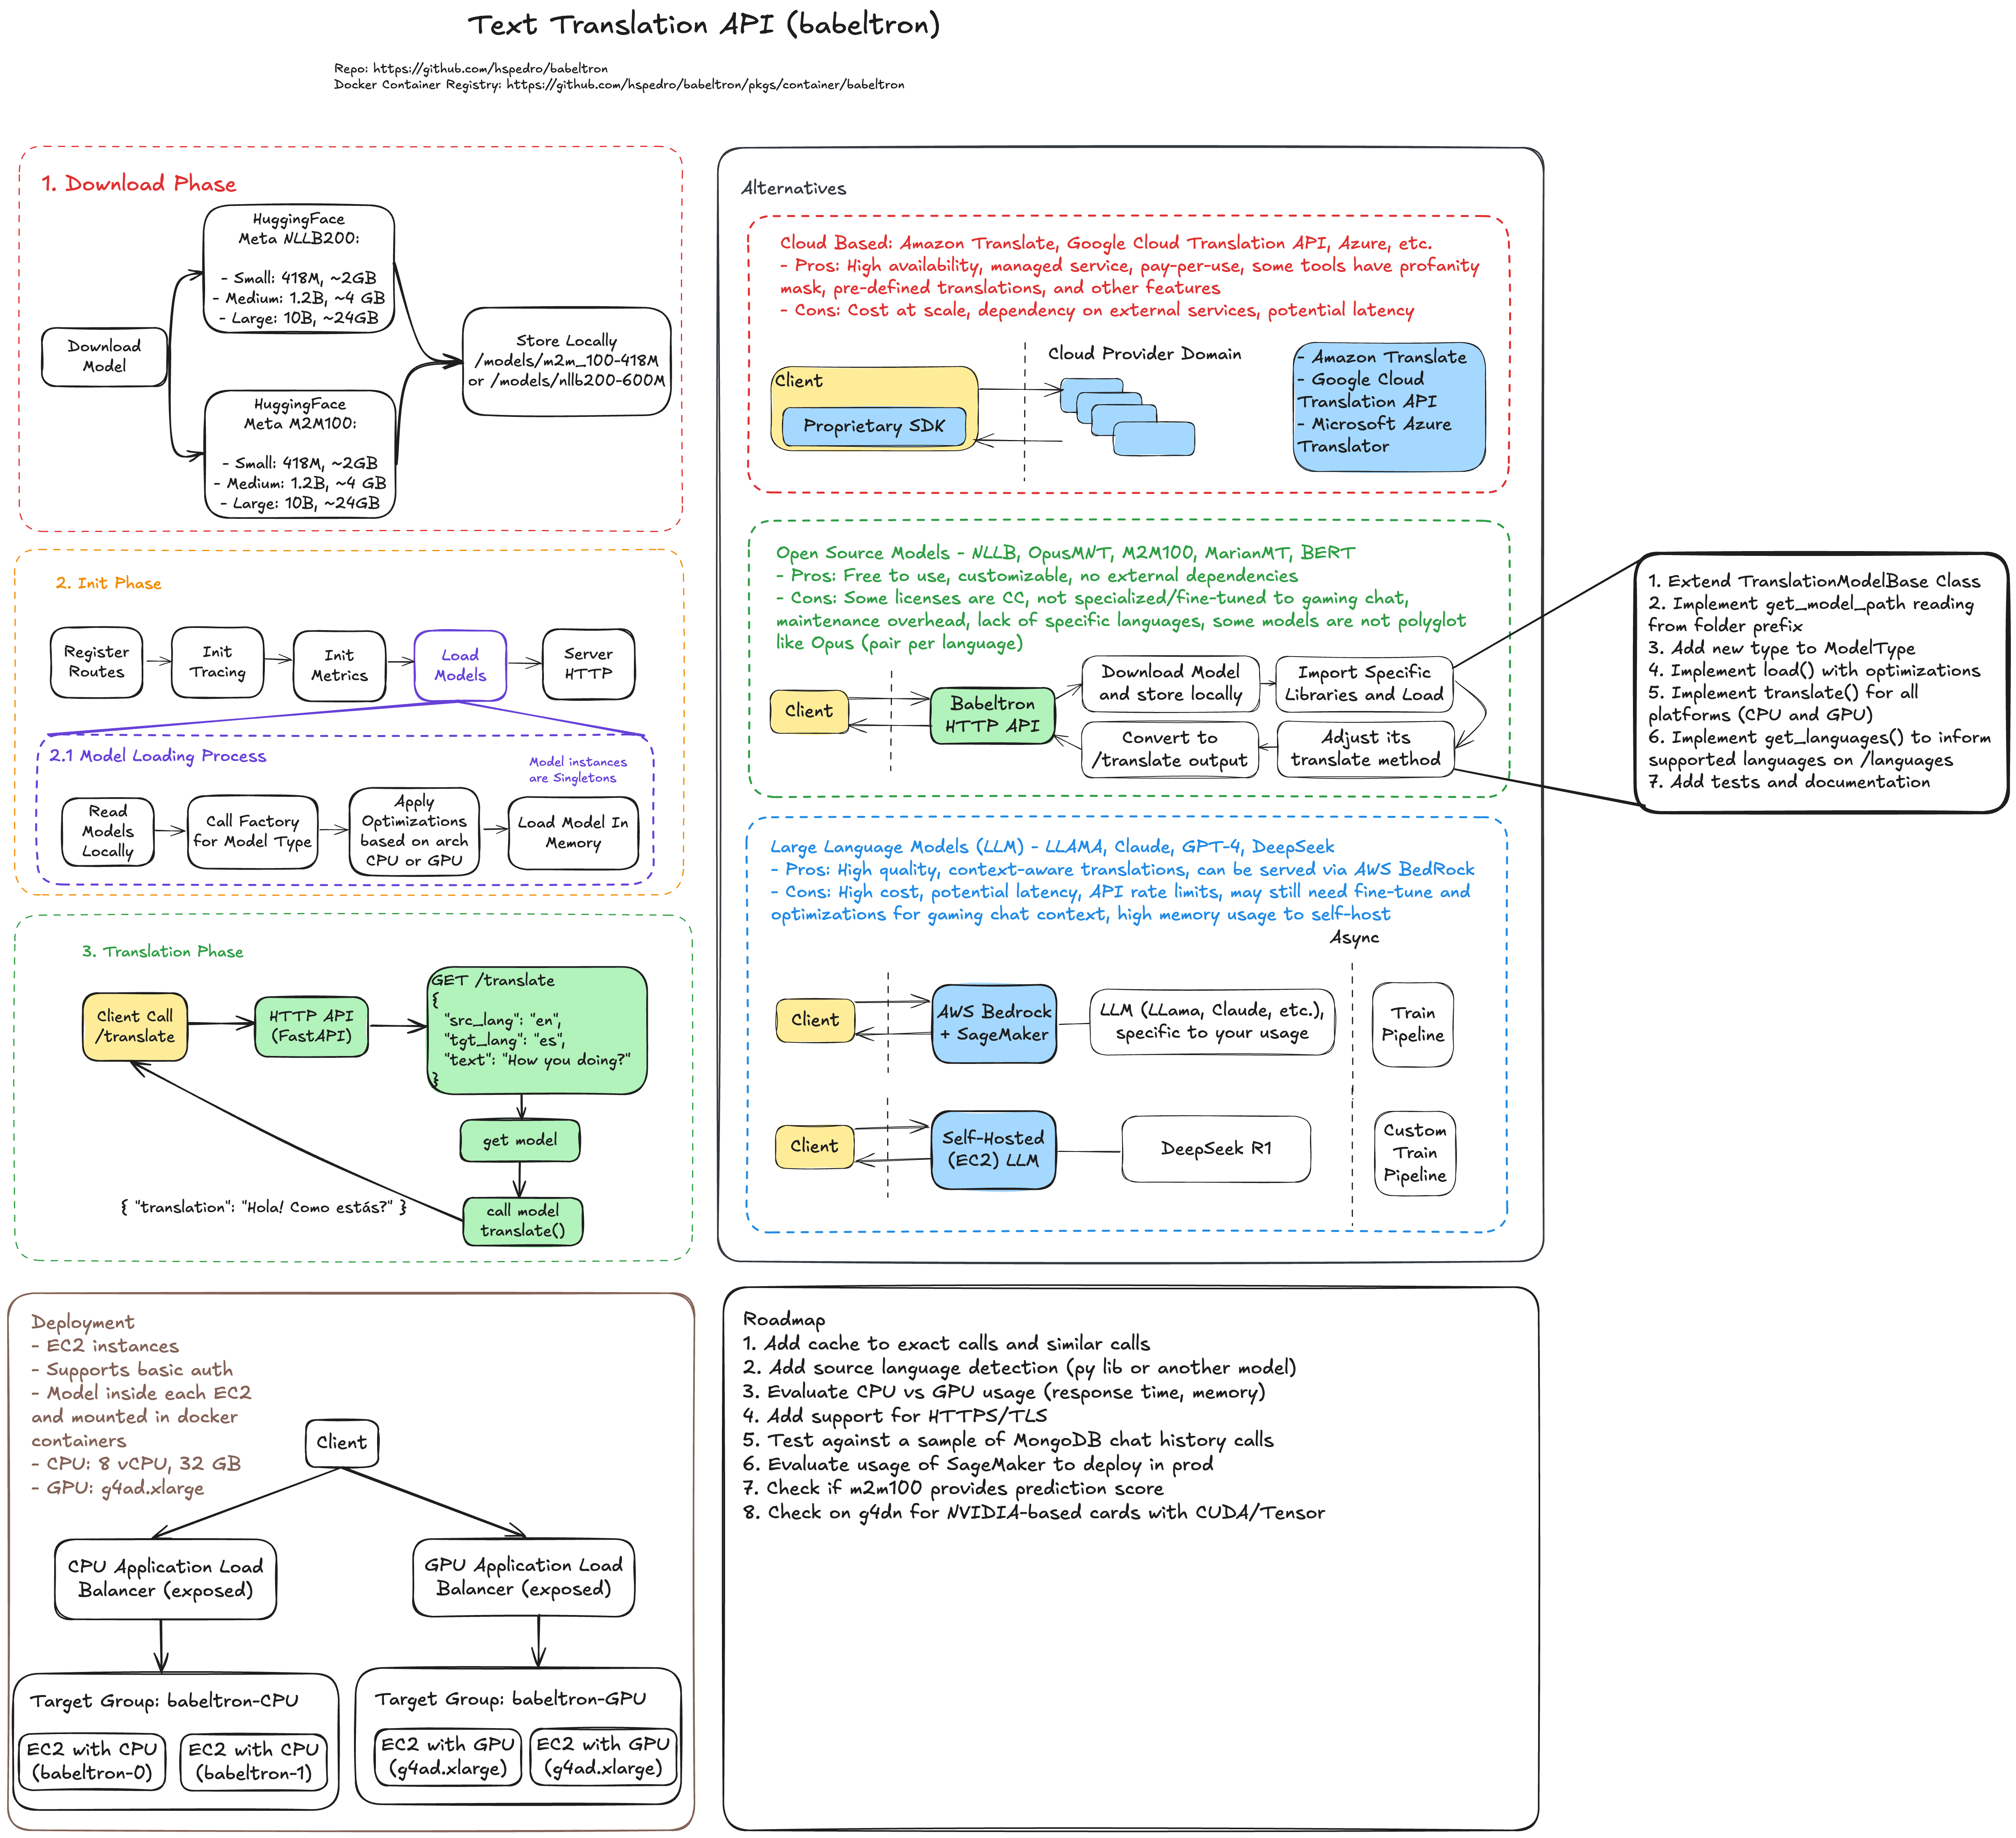 Text Translation API (babeltron)
Repo: https://github.com/hspedro/babeltron
Docker Container Registry: https://github.com/hspedro/babeltron/pkgs/container/babeltron
1. Download Phase
Download
Model
HuggingFace
Meta NLLB200:
- Small: 418M, ~2GB
- Medium: 1.2B, ~4 GB
- Large: 10B, ~24GB
HuggingFace
Meta M2M100:
- Small: 418M, ~2GB
- Medium: 1.2B, ~4 GB
- Large: 10B, ~24GB
Store Locally
/models/m2m_100-418M
or /models/nllb200-600M
2. Init Phase
Register
Routes
Init
Tracing
Init
Metrics
Load
Models
Server
HTTP
2.1 Model Loading Process
Model instances
are Singletons
Read
Models
Locally
Call Factory
for Model Type
Apply
Optimizations
based on arch
CPU or GPU
Load Model In
Memory
3. Translation Phase
Client Call
/translate
HTTP API
(FastAPI)
GET /translate
{
"src_lang": "en",
"tgt_lang": "es",
"text": "How you doing?"
}
get model
call model
translate()
{ "translation": "Hola! Como estás?" }
Deployment
- EC2 instances
- Supports basic auth
- Model inside each EC2
and mounted in docker
containers
- CPU: 8 vCPU, 32 GB
- GPU: g4ad.xlarge
Client
CPU Application Load
Balancer (exposed)
GPU Application Load
Balancer (exposed)
Target Group: babeltron-CPU
EC2 with CPU
(babeltron-0)
EC2 with CPU
(babeltron-1)
Target Group: babeltron-GPU
EC2 with GPU
(g4ad.xlarge)
EC2 with GPU
(g4ad.xlarge)
Alternatives
Cloud Based: Amazon Translate, Google Cloud Translation API, Azure, etc.
- Pros: High availability, managed service, pay-per-use, some tools have profanity
mask, pre-defined translations, and other features
- Cons: Cost at scale, dependency on external services, potential latency
Client
Proprietary SDK
Cloud Provider Domain
- Amazon Translate
- Google Cloud
Translation API
- Microsoft Azure
Translator
Open Source Models - NLLB, OpusMNT, M2M100, MarianMT, BERT
- Pros: Free to use, customizable, no external dependencies
- Cons: Some licenses are CC, not specialized/fine-tuned to gaming chat,
maintenance overhead, lack of specific languages, some models are not polyglot
like Opus (pair per language)
Client
Babeltron
HTTP API
Download Model
and store locally
Import Specific
Libraries and Load
Convert to
/translate output
Adjust its
translate method
1. Extend TranslationModelBase Class
2. Implement get_model_path reading
from folder prefix
3. Add new type to ModelType
4. Implement load() with optimizations
5. Implement translate() for all
platforms (CPU and GPU)
6. Implement get_languages() to inform
supported languages on /languages
7. Add tests and documentation
Large Language Models (LLM) - LLAMA, Claude, GPT-4, DeepSeek
- Pros: High quality, context-aware translations, can be served via AWS BedRock
- Cons: High cost, potential latency, API rate limits, may still need fine-tune and
optimizations for gaming chat context, high memory usage to self-host
Async
Client
AWS Bedrock
+ SageMaker
LLM (LLama, Claude, etc.),
specific to your usage
Train
Pipeline
Client
Self-Hosted
(EC2) LLM
DeepSeek R1
Custom
Train
Pipeline
Roadmap
1. Add cache to exact calls and similar calls
2. Add source language detection (py lib or another model)
3. Evaluate CPU vs GPU usage (response time, memory)
4. Add support for HTTPS/TLS
5. Test against a sample of MongoDB chat history calls
6. Evaluate usage of SageMaker to deploy in prod
7. Check if m2m100 provides prediction score
8. Check on g4dn for NVIDIA-based cards with CUDA/Tensor